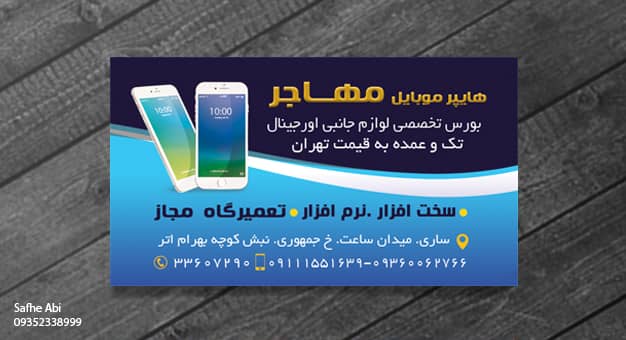 هایپر موبایل مهاجر
بورس تخصصی لوازم جانبی اورجینال
تک و عمده به قیمت تهران
10:00
10:00
سخت افزار . نرم افزار • تعمیرگاه مجاز
ساری. میدان ساعت. خ جمهوری. نبش کوچه بهرام اتر
۰۹۱۱۱۵۵۱۶۳۹-۰۹۳۶۰۰۶۲۷۶۶ ۳۳۶۰۷۲۹۰
Safhe Abi
09352338999